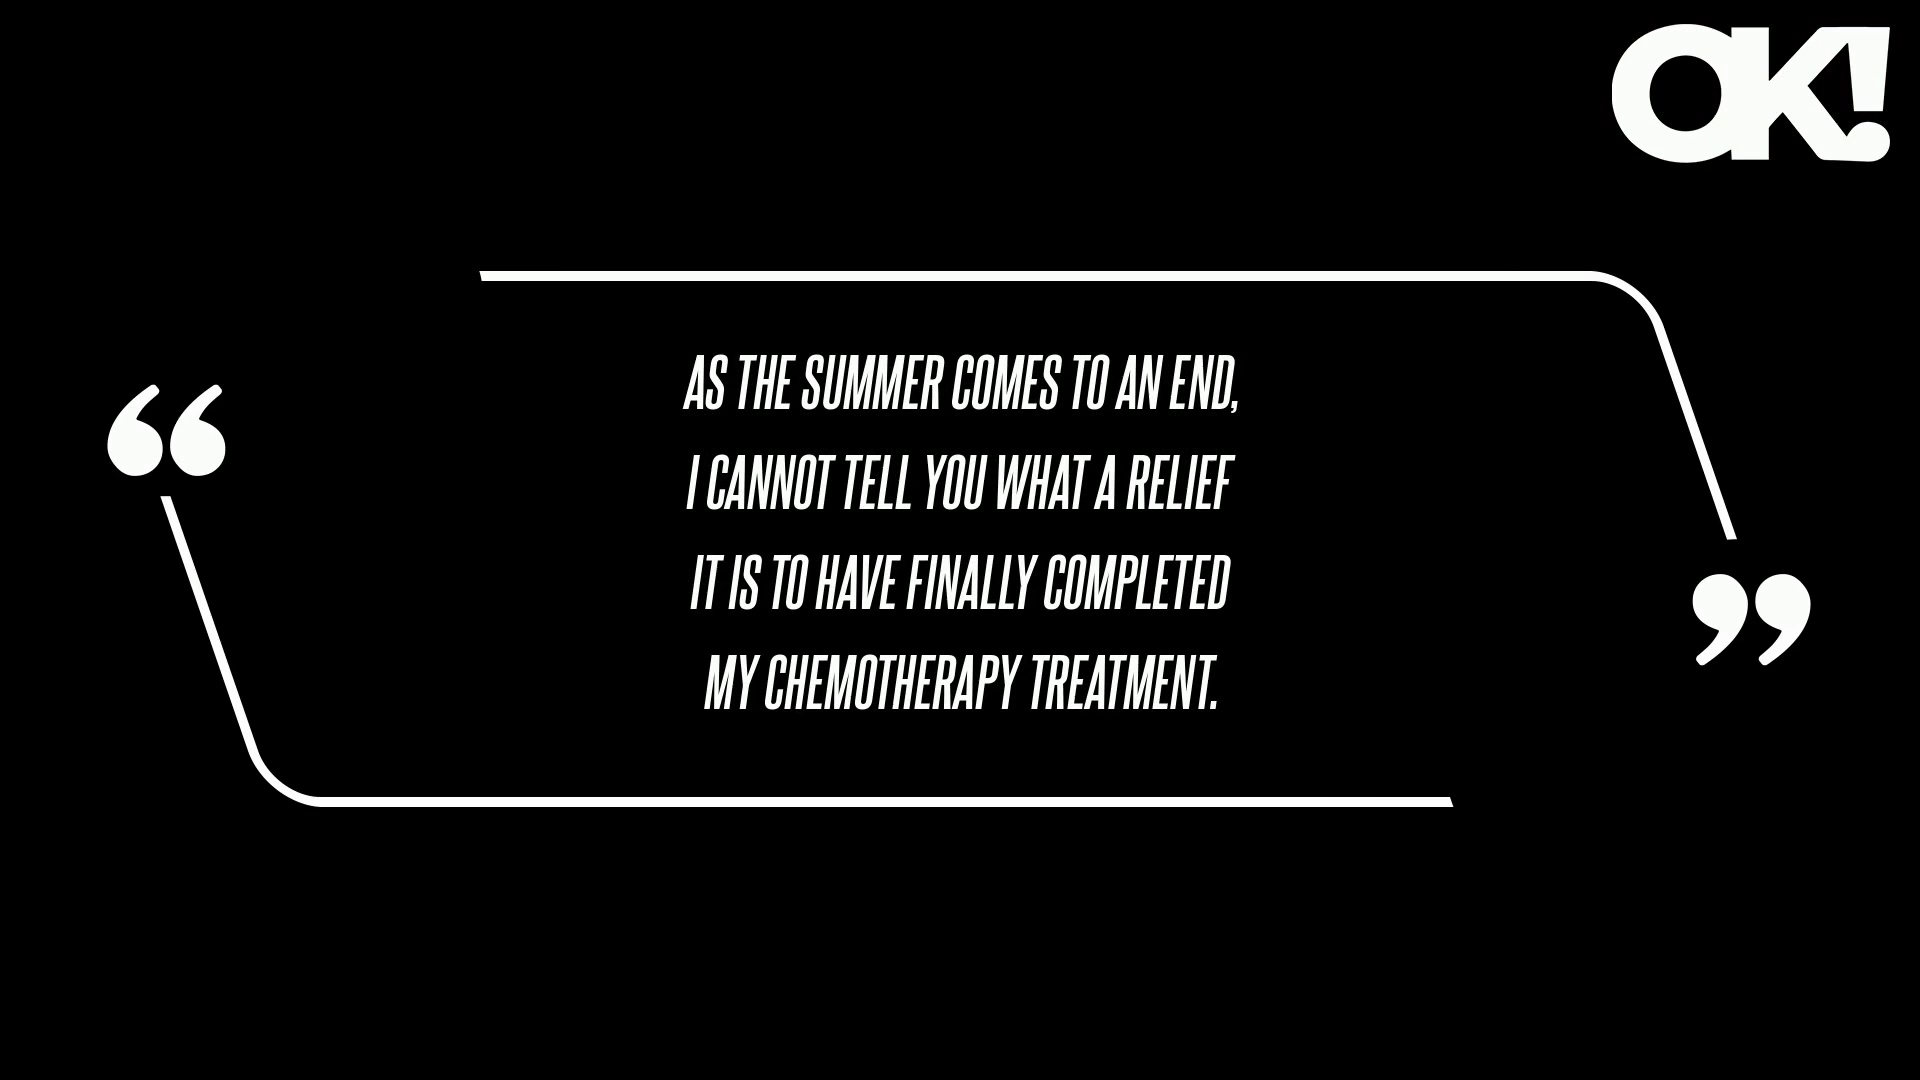 OK!
“
AS THE SUMMER COMES TO AN END,
I CANNOT TELL YOU WHAT A RELIEF
IT IS TO HAVE FINALLY COMPLETED
MY CHEMOTHERAPY TREATMENT.
”